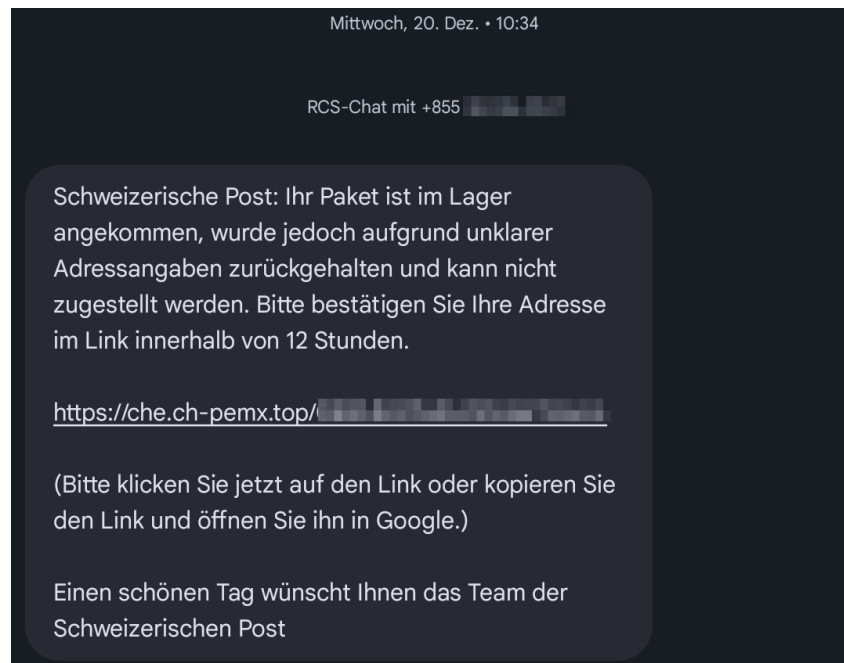 Mittwoch, 20. Dez. • 10:34
RCS-Chat mit +855
Schweizerische Post: Ihr Paket ist im Lager
angekommen, wurde jedoch aufgrund unklarer
Adressangaben zurückgehalten und kann nicht
zugestellt werden. Bitte bestätigen Sie Ihre Adresse
im Link innerhalb von 12 Stunden.
https://che.ch-pemx.top/
(Bitte klicken Sie jetzt auf den Link oder kopieren Sie
den Link und öffnen Sie ihn in Google.)
Einen schönen Tag wünscht Ihnen das Team der
Schweizerischen Post